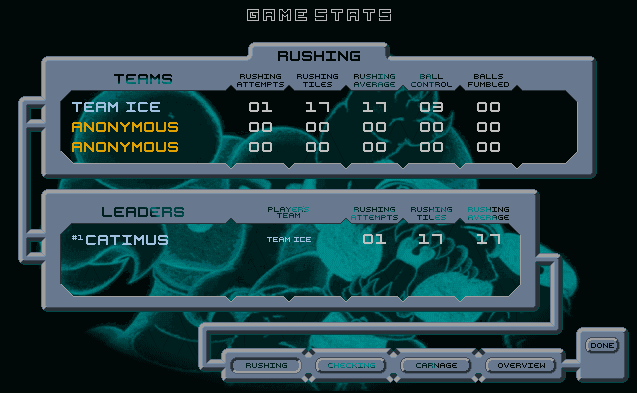 GAME STATS
RUSHING
TEAMS RUSHING ATTEMPTS RUSHING TILES RUSHING AVERAGE BALL CONTROL BALLS FUMBLED
TEAM ICE 01 17 17 03 00
ANONYMOUS 00 00 00 00 00
ANONYMOUS 00 00 00 00 00
LEADERS PLAYERS TEAM RUSHING ATTEMPTS RUSHING TILES RUSHING AVERAGE
#1 CATIMUS TEAM ICE 01 17 17
DONE
RUSHING CHECKING CARNAGE OVERVIEW